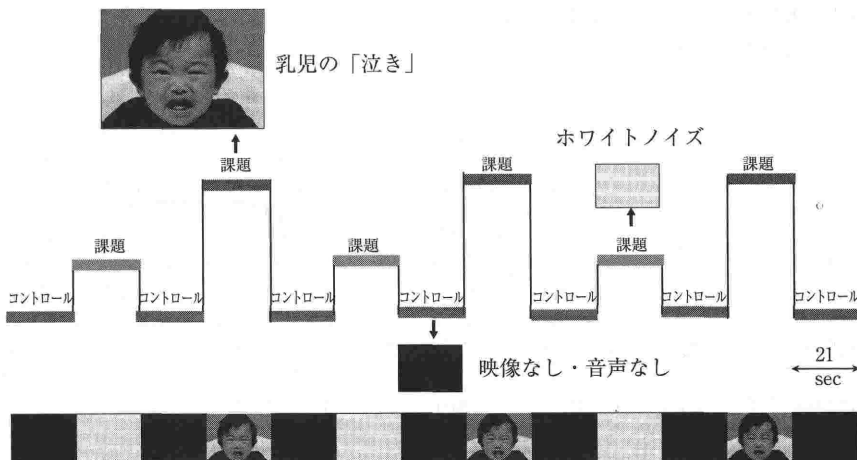 乳児の「泣き」
ホワイトノイズ
課題
課題
課題
課題
課題
課題
コントロール
コントロール
コントロール
コントロール
コントロール
コントロール
コントロール
映像なし・音声なし
21
sec